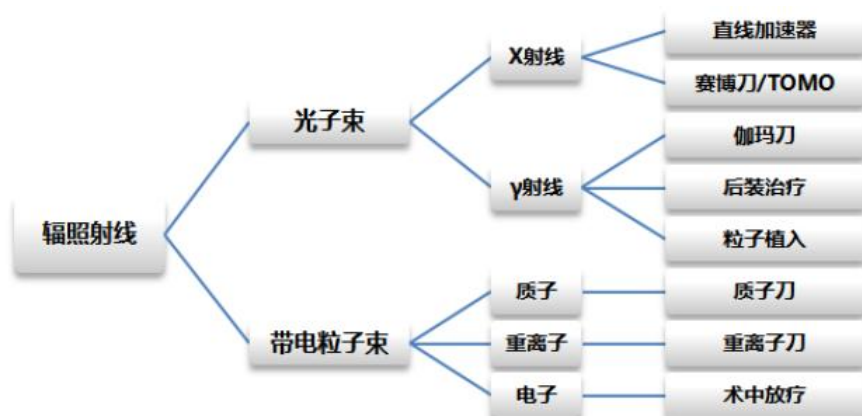 辐照射线
光子束
X射线
直线加速器
赛博刀/TOMO
γ射线
伽玛刀
后装治疗
粒子植入
带电粒子束
质子
质子刀
重离子
重离子刀
电子
术中放疗